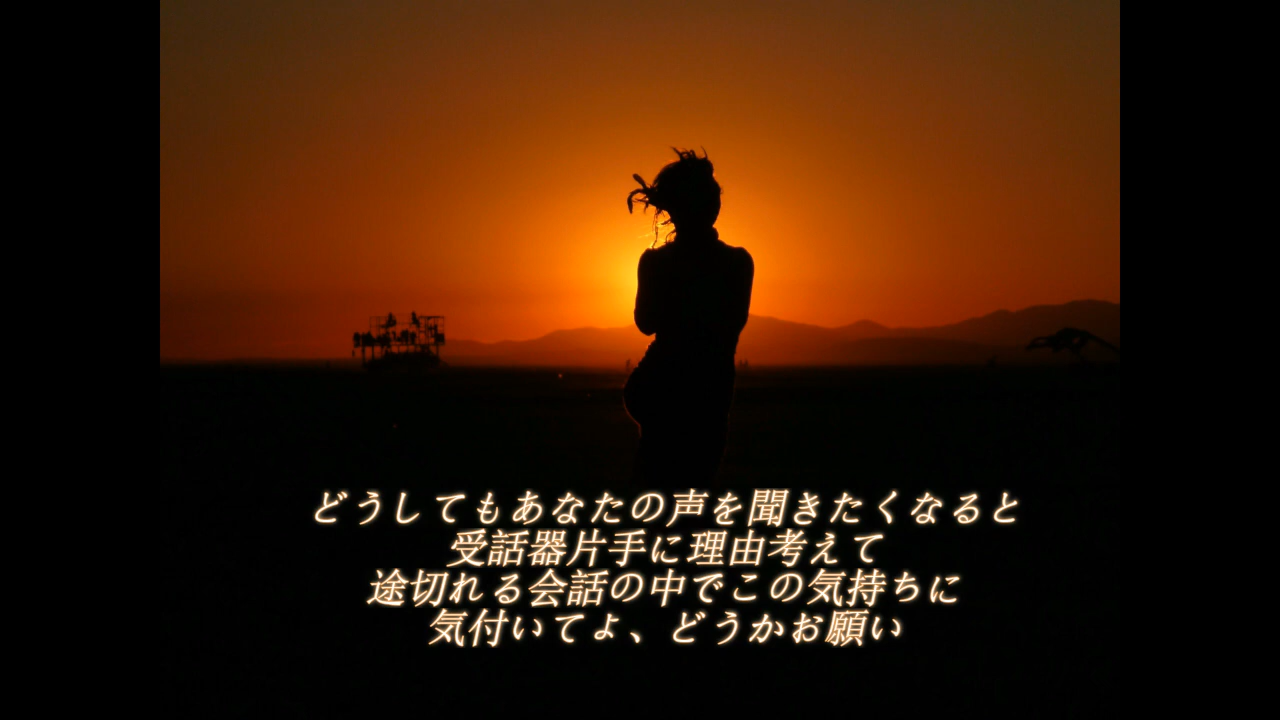 どうしてもあなたの声を聞きたくなると
受話器片手に理由考えて
途切れる会話の中でこの気持ちに
気付いてよ、どうかお願い